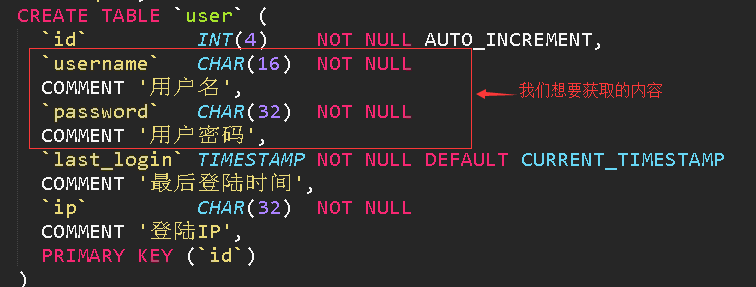 CREATE TABLE `user` (
`id` INT(4) NOT NULL AUTO_INCREMENT,
`username` CHAR(16) NOT NULL
COMMENT '用户名',
我们想要获取的内容
`password` CHAR(32) NOT NULL
COMMENT '用户密码',
`last_login` TIMESTAMP NOT NULL DEFAULT CURRENT_TIMESTAMP
COMMENT '最后登陆时间',
`ip` CHAR(32) NOT NULL
COMMENT '登陆IP',
PRIMARY KEY (`id`)
)